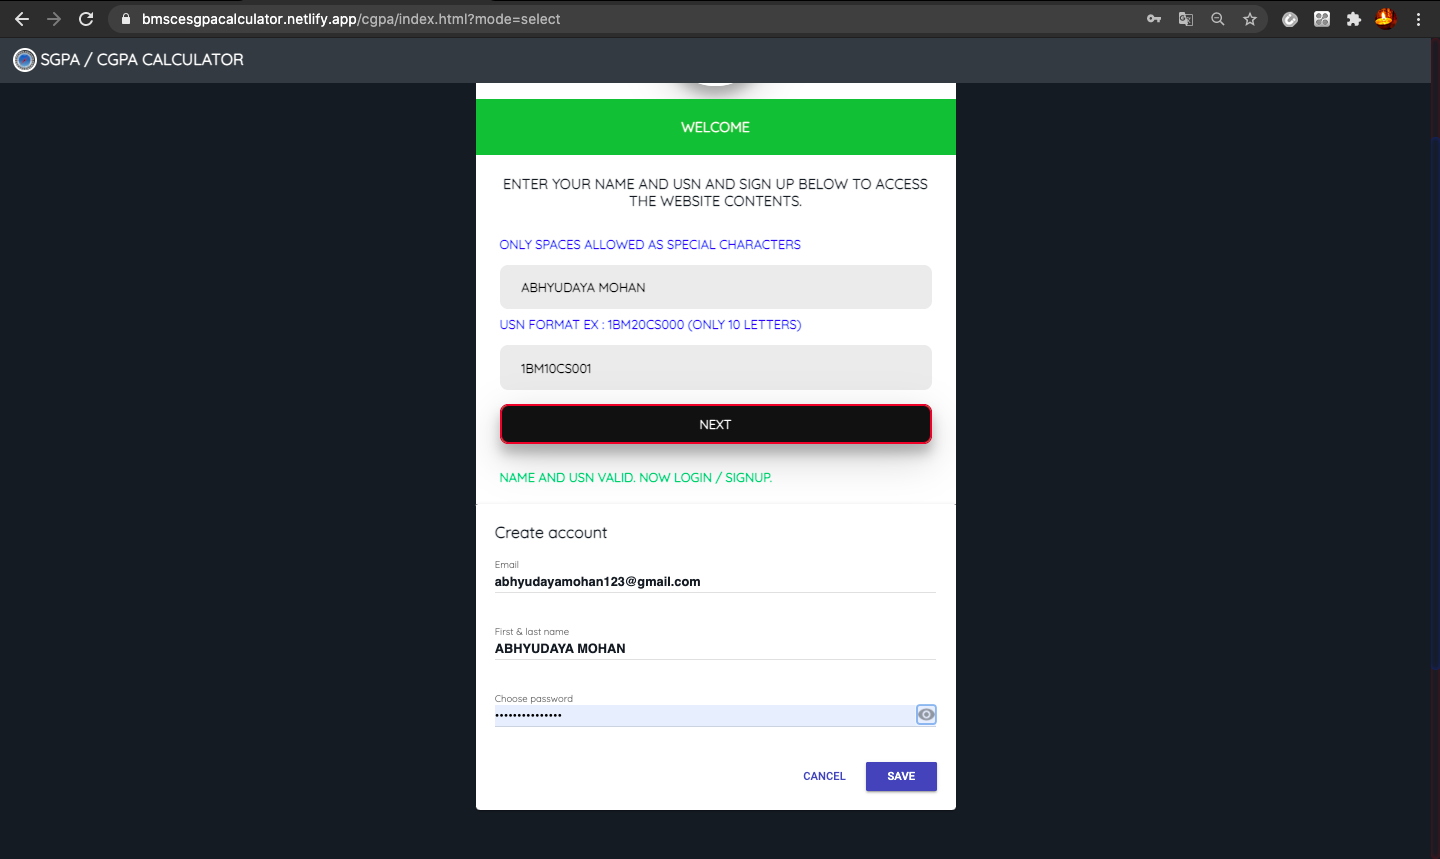 bmscesgpacalculator.netlify.app/cgpa/index.html?mode=select
SGPA / CGPA CALCULATOR
WELCOME
ENTER YOUR NAME AND USN AND SIGN UP BELOW TO ACCESS
THE WEBSITE CONTENTS.
ONLY SPACES ALLOWED AS SPECIAL CHARACTERS
ABHYUDAYA MOHAN
USN FORMAT EX : 1BM20CS000 (ONLY 10 LETTERS)
1BM10CS001
NEXT
NAME AND USN VALID. NOW LOGIN / SIGNUP.
Create account
Email
abhyudayamohan123@gmail.com
First & last name
ABHYUDAYA MOHAN
Choose password
•••••••••••••••
CANCEL SAVE